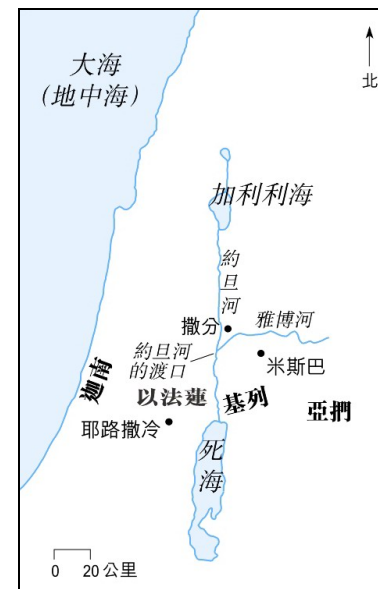 大海
(地中海)
北
加利利海
約
旦
河
撒分
雅博河
約旦河
的渡口
米斯巴
迦南
以法蓮
基列
亞捫
耶路撒冷
死
海
0 20 公里